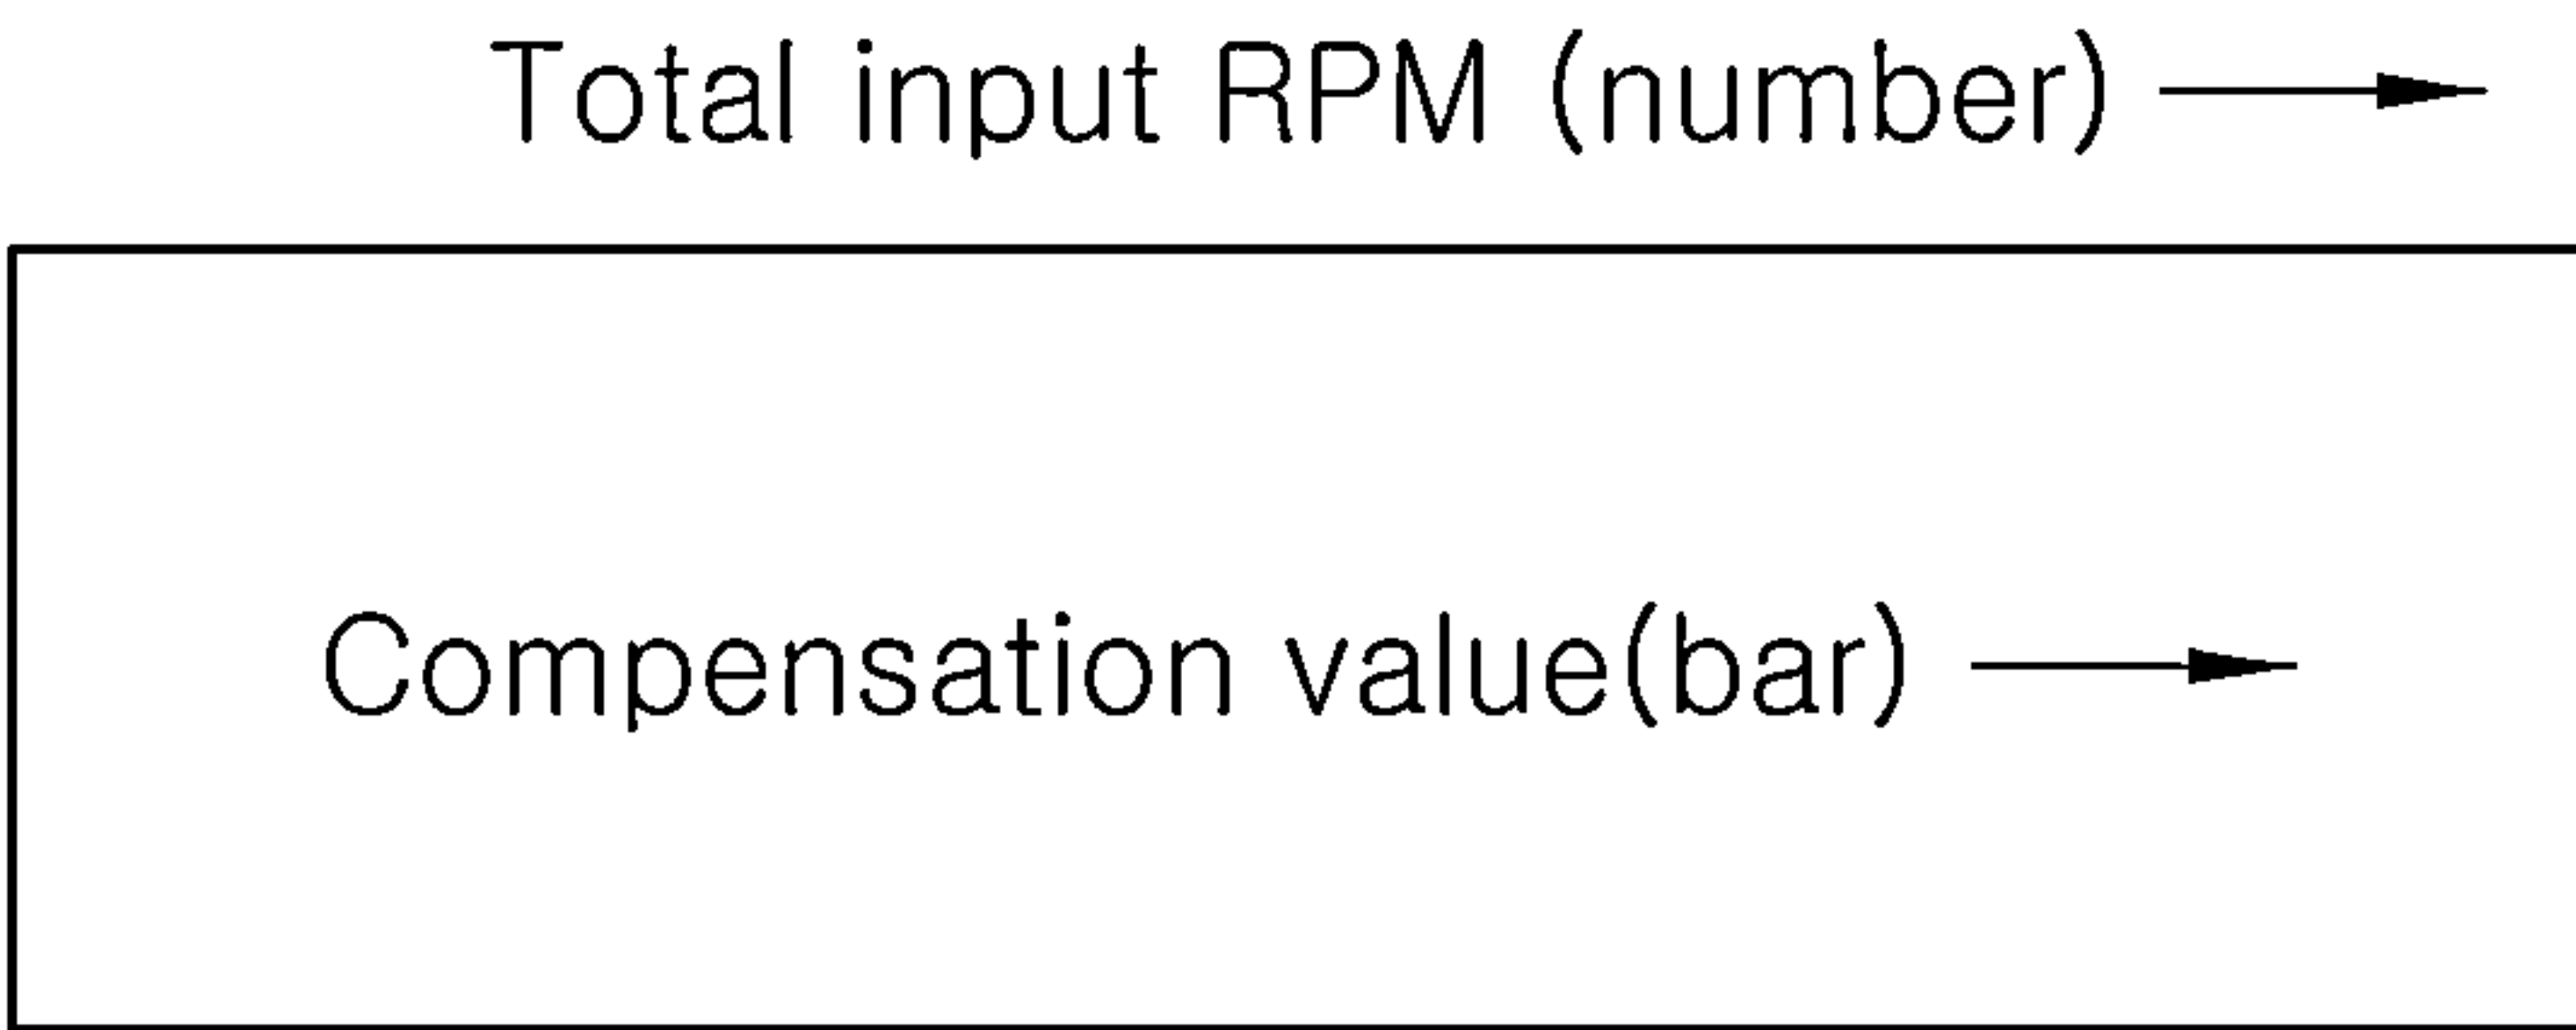 Total input RPM (number)
Compensation value(bar)